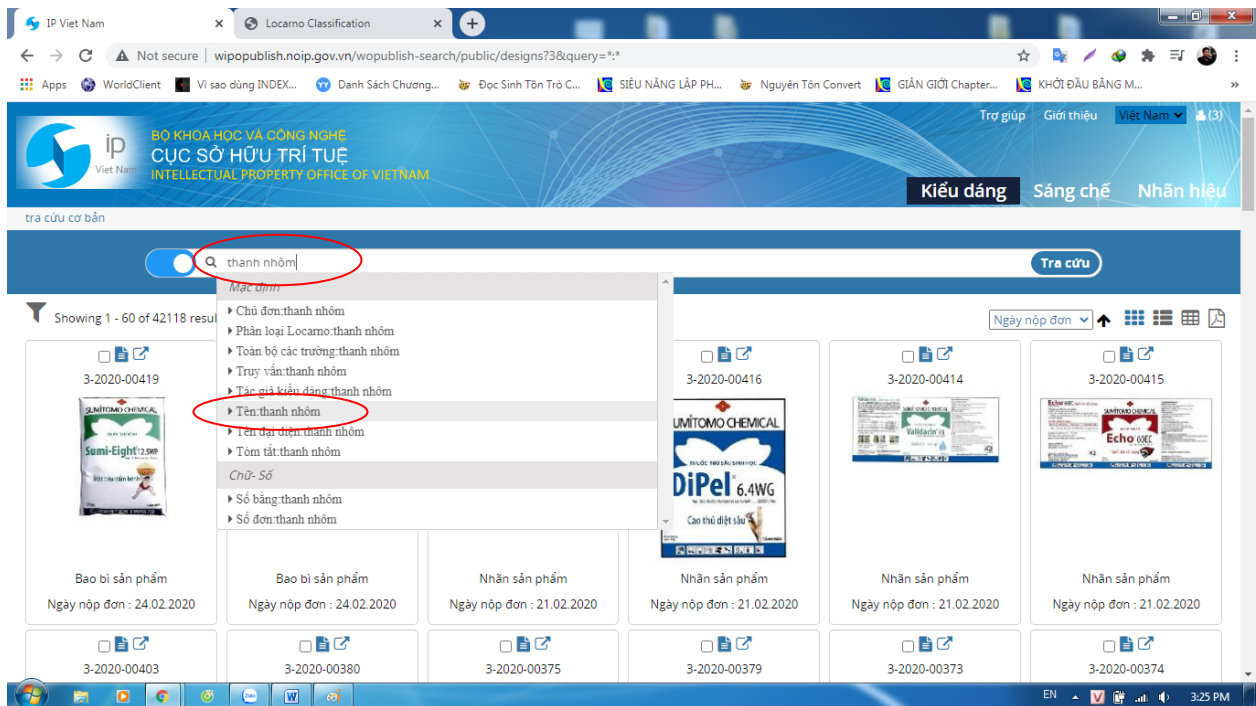 IP Viet Nam
Locarno Classification
Not secure | wipopublish.noip.gov.vn/wopublish-search/public/designs?3&query=*:*
Apps WorldClient Vì sao dùng INDEX... Danh Sách Chương... Đọc Sinh Tồn Trò C... SIÊU NĂNG LẬP PH... Nguyên Tôn Convert GIẢN GIỚI Chapter... KHỞI ĐẦU BẰNG M... »
Trợ giúp Giới thiệu Việt Nam (3)
ip
Viet Nam
BỘ KHOA HỌC VÀ CÔNG NGHỆ
CỤC SỞ HỮU TRÍ TUỆ
INTELLECTUAL PROPERTY OFFICE OF VIETNAM
Kiểu dáng Sáng chế Nhãn hiệu
tra cứu cơ bản
thanh nhôm
Tra cứu
Mặc định
Chủ đơn:thanh nhôm
Phân loại Locarno:thanh nhôm
Toàn bộ các trường:thanh nhôm
Truy vấn:thanh nhôm
Tác giả kiểu dáng:thanh nhôm
Tên:thanh nhôm
Tên đại diện:thanh nhôm
Tóm tắt:thanh nhôm
Chữ- Số
Số bằng:thanh nhôm
Số đơn:thanh nhôm
Showing 1 - 60 of 42118 resul
Ngày nộp đơn
3-2020-00419
3-2020-00416
3-2020-00414
3-2020-00415
SUMITOMO CHEMICAL
Sumi-Eight 12.5WP
UMITOMO CHEMICAL
THUỐC TRỪ SÂU SINH HỌC
DiPel 6.4WG
Cao thủ diệt sâu
Validacin
Echo 60EC
SUMITOMO CHEMICAL
Bao bì sản phẩm
Ngày nộp đơn : 24.02.2020
Bao bì sản phẩm
Ngày nộp đơn : 24.02.2020
Nhãn sản phẩm
Ngày nộp đơn : 21.02.2020
Nhãn sản phẩm
Ngày nộp đơn : 21.02.2020
Nhãn sản phẩm
Ngày nộp đơn : 21.02.2020
Nhãn sản phẩm
Ngày nộp đơn : 21.02.2020
3-2020-00403
3-2020-00380
3-2020-00375
3-2020-00379
3-2020-00373
3-2020-00374
EN
3:25 PM